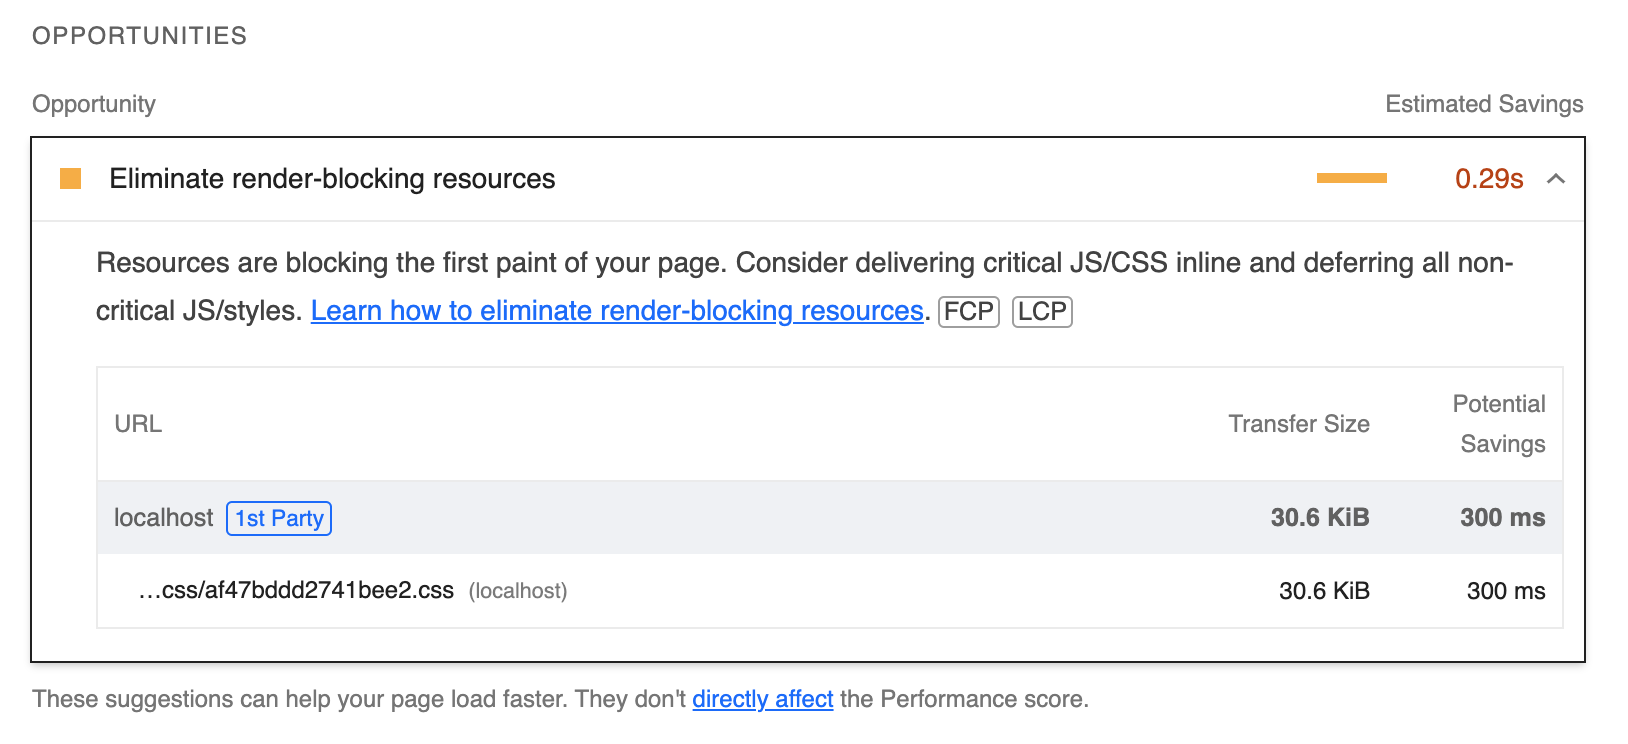 OPPORTUNITIES
Opportunity Estimated Savings
Eliminate render-blocking resources 0.29s
Resources are blocking the first paint of your page. Consider delivering critical JS/CSS inline and deferring all non-
critical JS/styles. Learn how to eliminate render-blocking resources. FCP LCP
URL Transfer Size Potential Savings
localhost 1st Party 30.6 KiB 300 ms
…css/af47bddd2741bee2.css (localhost) 30.6 KiB 300 ms
These suggestions can help your page load faster. They don't directly affect the Performance score.